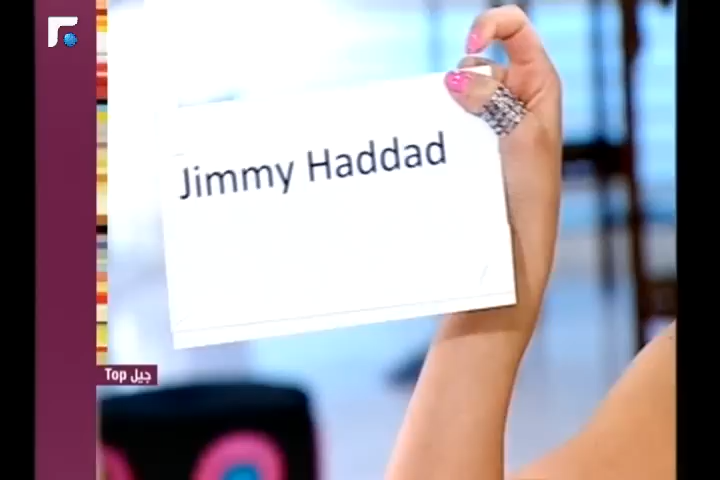 Jimmy Haddad
Top جيل